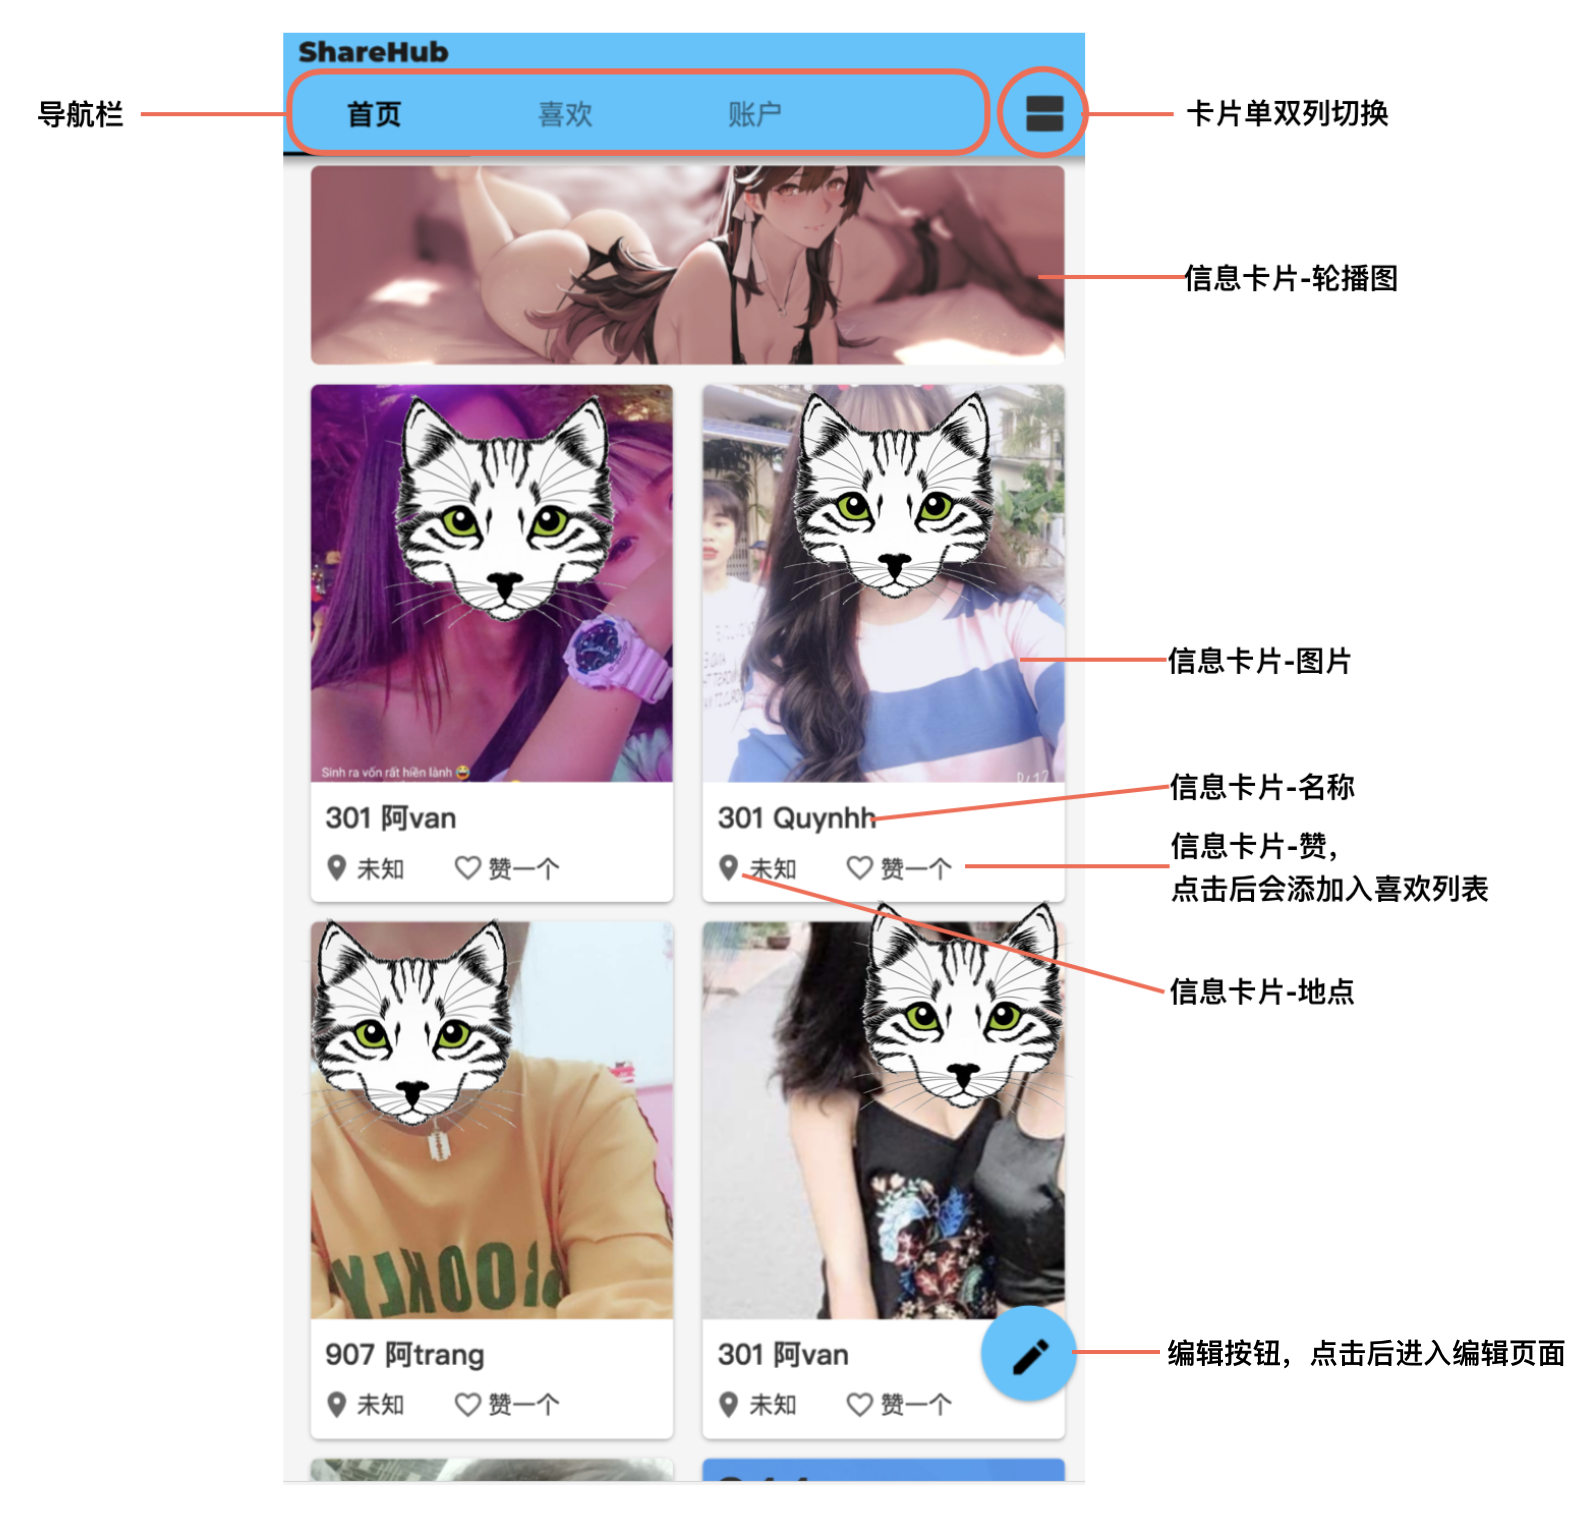 ShareHub
导航栏
首页
喜欢
账户
卡片单双列切换
信息卡片-轮播图
信息卡片-图片
Sinh ra vốn rất hiền lành
301 阿van
未知
赞一个
301 Quynhh
未知
赞一个
信息卡片-名称
信息卡片-赞，
点击后会添加入喜欢列表
信息卡片-地点
BROOKLY
907 阿trang
未知
赞一个
301 阿van
未知
赞一个
编辑按钮，点击后进入编辑页面